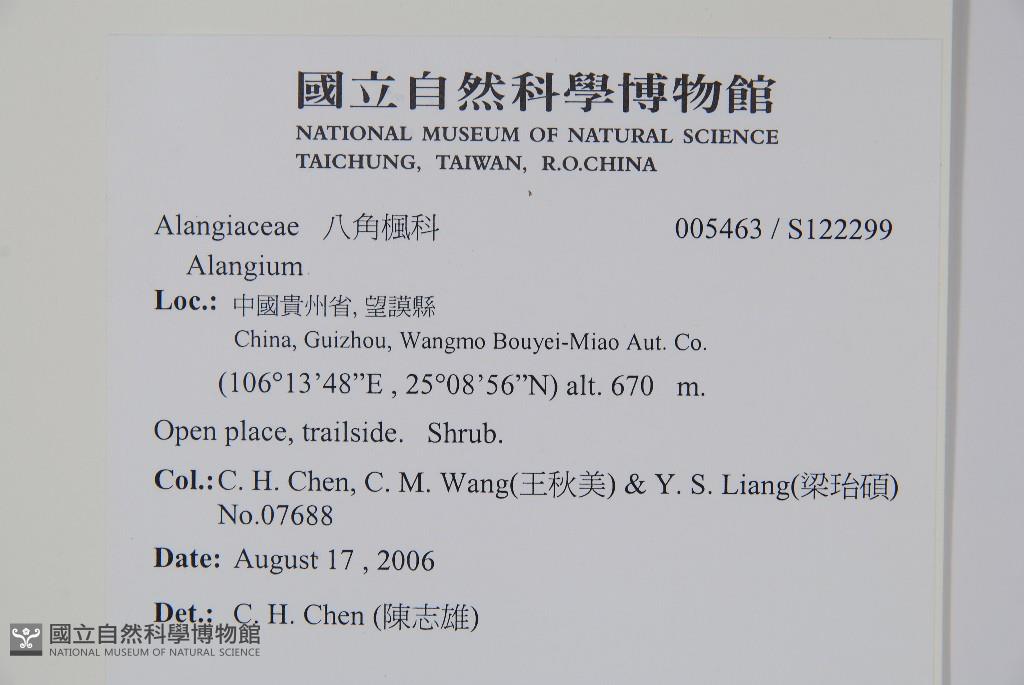 國立自然科學博物館
NATIONAL MUSEUM OF NATURAL SCIENCE
TAICHUNG, TAIWAN, R.O.CHINA
Alangiaceae 八角楓科 005463 / S122299
Alangium
Loc.: 中國貴州省, 望謨縣
China, Guizhou, Wangmo Bouyei-Miao Aut. Co.
(106°13’48”E , 25°08’56”N) alt. 670 m.
Open place, trailside. Shrub.
Col.: C. H. Chen, C. M. Wang(王秋美) & Y. S. Liang(梁珆碩)
No.07688
Date: August 17 , 2006
Det.: C. H. Chen (陳志雄)
國立自然科學博物館
NATIONAL MUSEUM OF NATURAL SCIENCE